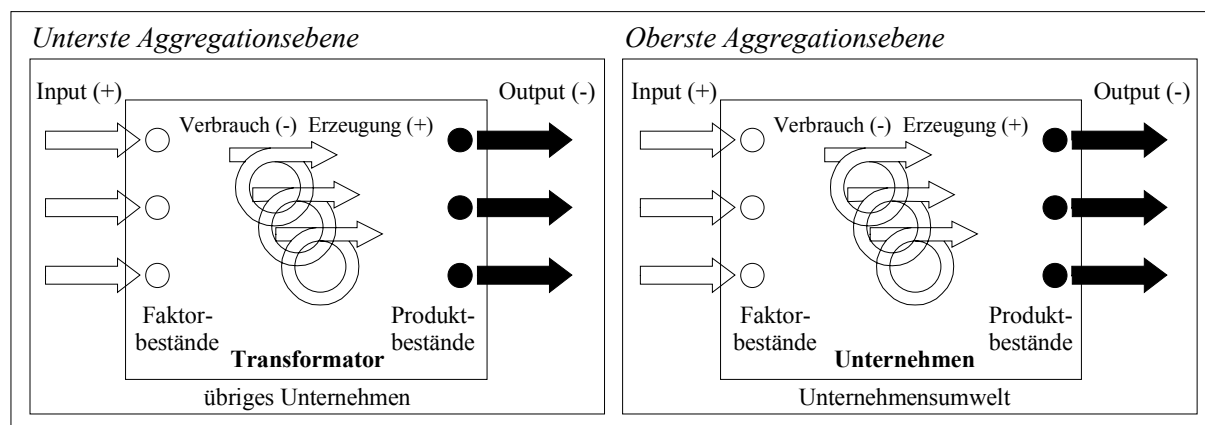 Unterste Aggregationsebene
Input (+)
Output (-)
Verbrauch (-) Erzeugung (+)
Faktor-
bestände
Produkt-
bestände
Transformator
übriges Unternehmen
Oberste Aggregationsebene
Input (+)
Output (-)
Verbrauch (-) Erzeugung (+)
Faktor-
bestände
Produkt-
bestände
Unternehmen
Unternehmensumwelt